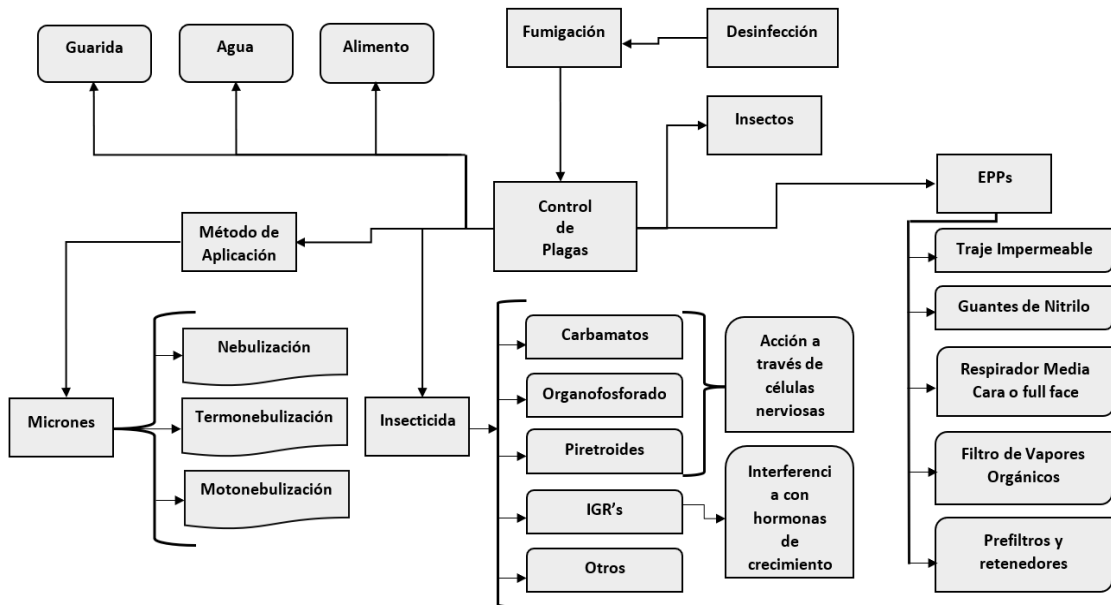 Guarida
Agua
Alimento
Fumigación
Desinfección
Insectos
EPPs
Control
de
Plagas
Método de
Aplicación
Traje Impermeable
Guantes de Nitrilo
Respirador Media
Cara o full face
Filtro de Vapores
Orgánicos
Prefiltros y
retenedores
Micrones
Nebulización
Termonebulización
Motonebulización
Insecticida
Carbamatos
Organofosforado
Piretroides
IGR’s
Otros
Acción a
través de
células
nerviosas
Interferenci
a con
hormonas
de
crecimiento